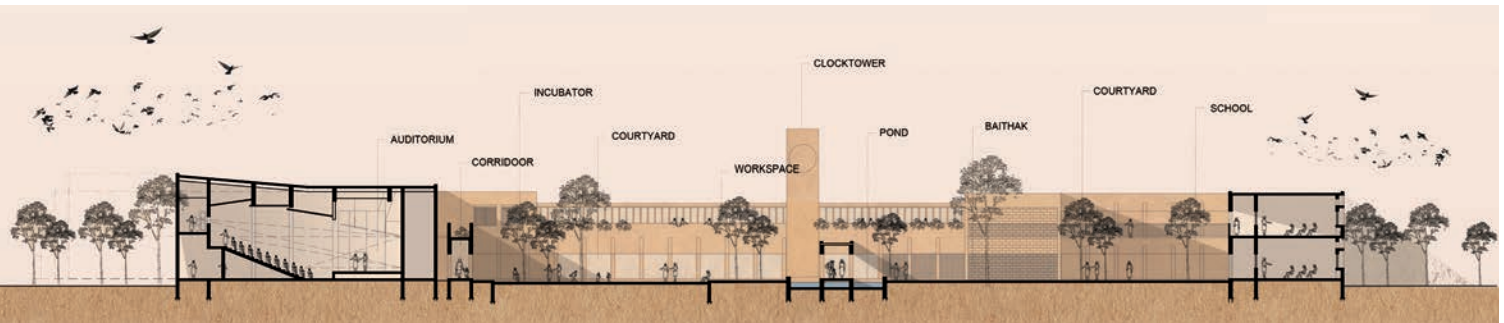 AUDITORIUM
CORRIDOOR
INCUBATOR
COURTYARD
WORKSPACE
CLOCKTOWER
POND
BAITHAK
COURTYARD
SCHOOL